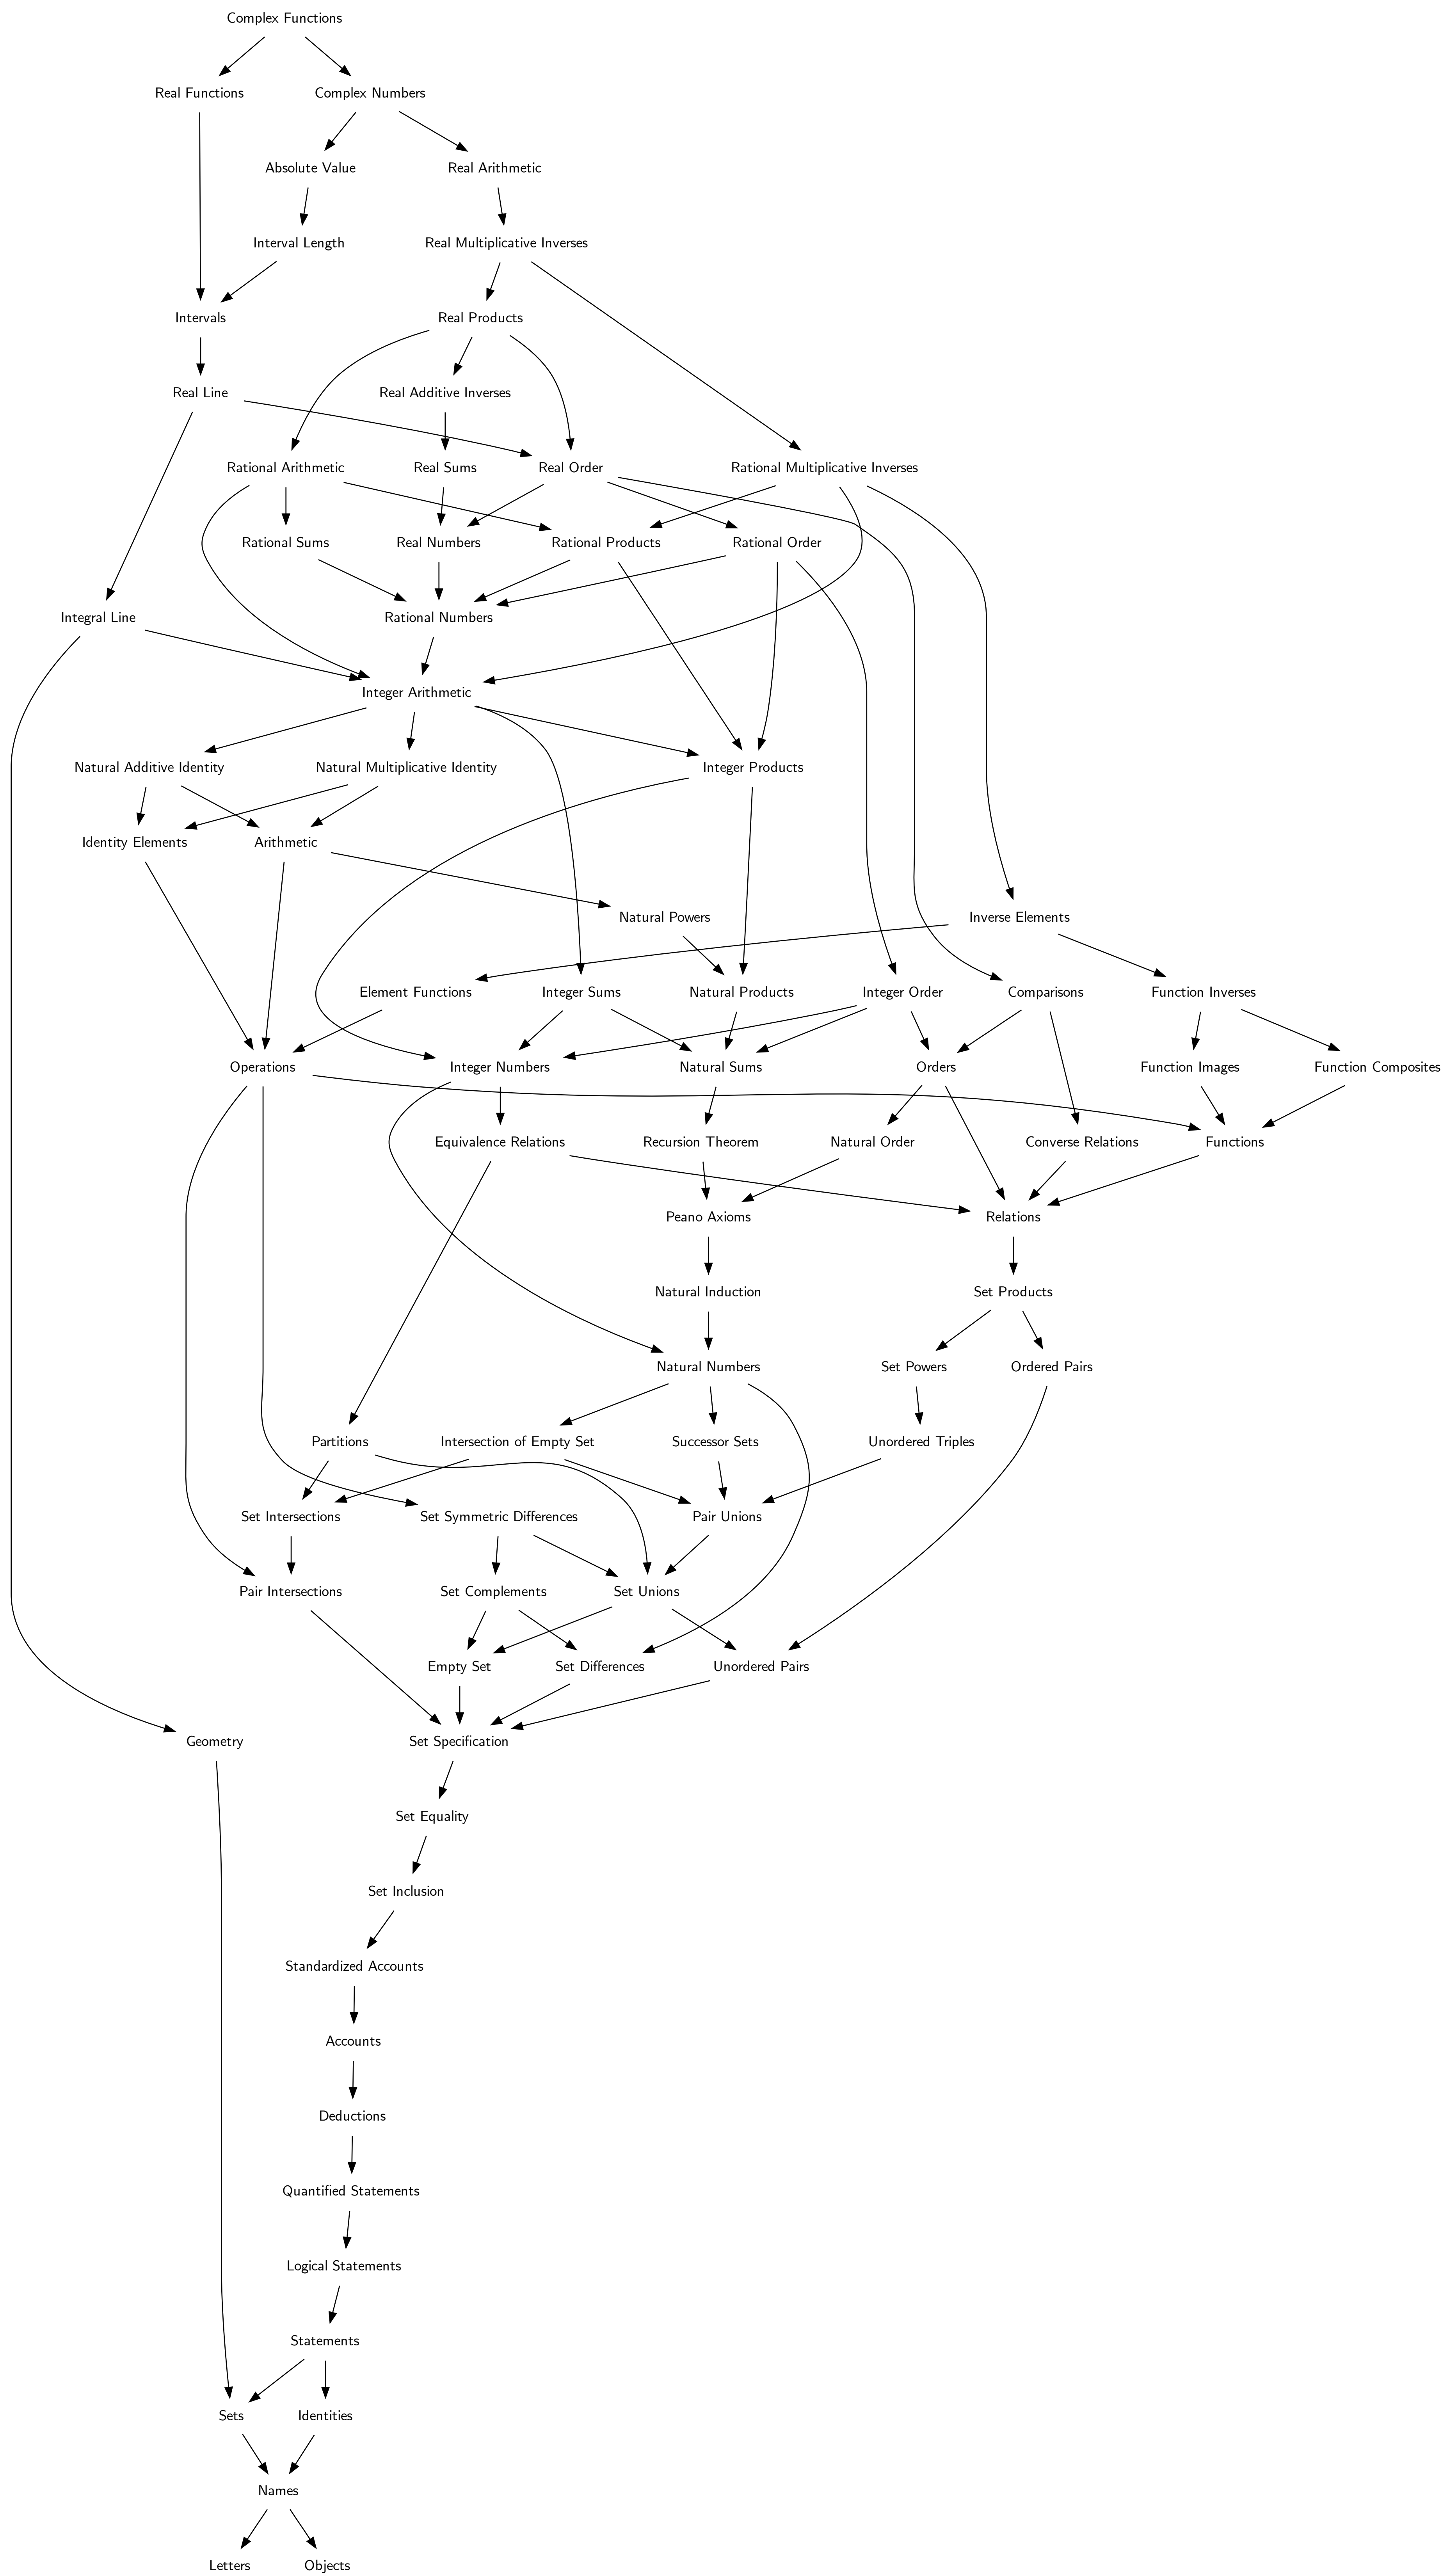 Complex Functions
Real Functions
Complex Numbers
Absolute Value
Real Arithmetic
Interval Length
Real Multiplicative Inverses
Intervals
Real Products
Real Line
Real Additive Inverses
Rational Arithmetic
Real Sums
Real Order
Rational Multiplicative Inverses
Rational Sums
Real Numbers
Rational Products
Rational Order
Integral Line
Rational Numbers
Integer Arithmetic
Natural Additive Identity
Natural Multiplicative Identity
Integer Products
Identity Elements
Arithmetic
Natural Powers
Inverse Elements
Element Functions
Integer Sums
Natural Products
Integer Order
Comparisons
Function Inverses
Operations
Integer Numbers
Natural Sums
Orders
Function Images
Function Composites
Equivalence Relations
Recursion Theorem
Natural Order
Converse Relations
Functions
Peano Axioms
Relations
Natural Induction
Set Products
Natural Numbers
Set Powers
Ordered Pairs
Partitions
Intersection of Empty Set
Successor Sets
Unordered Triples
Set Intersections
Set Symmetric Differences
Pair Unions
Pair Intersections
Set Complements
Set Unions
Empty Set
Set Differences
Unordered Pairs
Geometry
Set Specification
Set Equality
Set Inclusion
Standardized Accounts
Accounts
Deductions
Quantified Statements
Logical Statements
Statements
Sets
Identities
Names
Letters
Objects